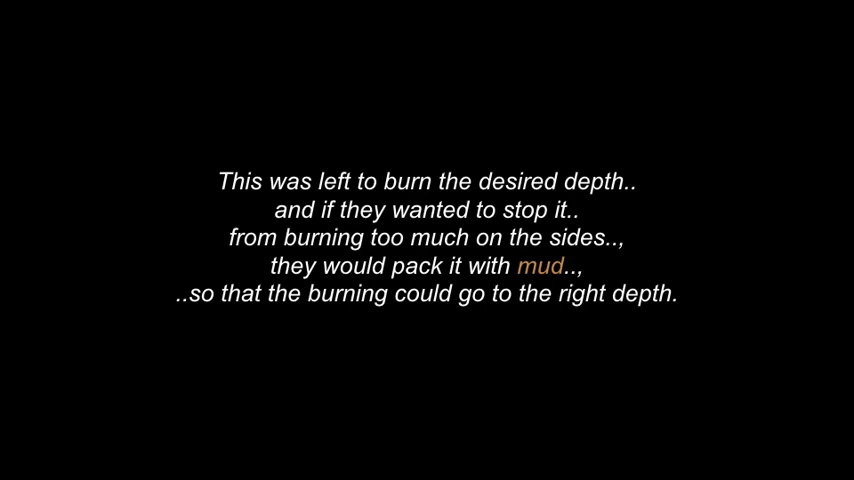 This was left to burn the desired depth..
and if they wanted to stop it..
from burning too much on the sides..,
they would pack it with mud..,
..so that the burning could go to the right depth.